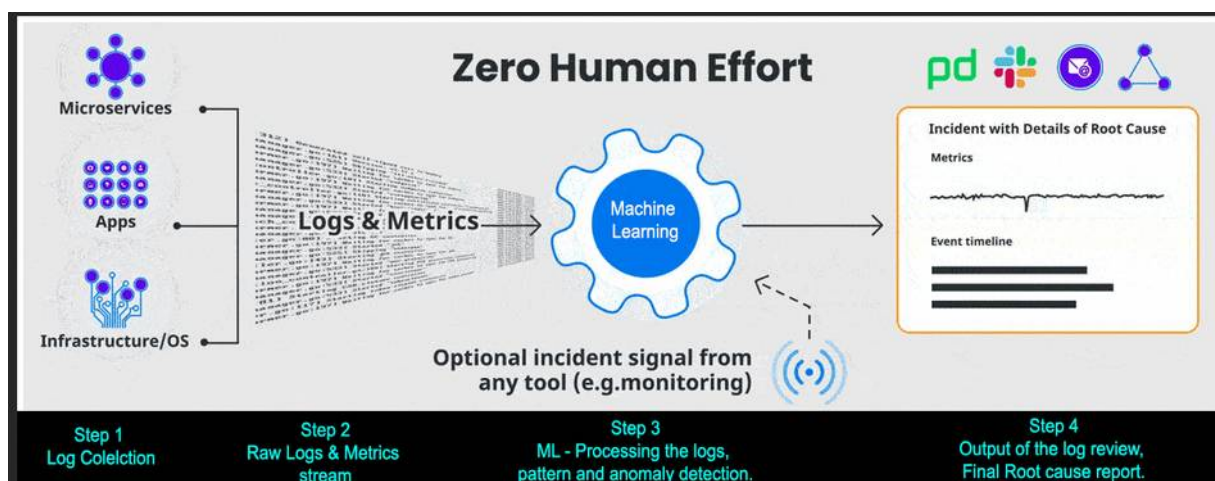 Zero Human Effort
pd
Microservices
Apps
Infrastructure/OS
Logs & Metrics
Machine
Learning
Optional incident signal from
any tool (e.g.monitoring)
Incident with Details of Root Cause
Metrics
Event timeline
Step 1
Log Colelction
Step 2
Raw Logs & Metrics
stream
Step 3
ML - Processing the logs,
pattern and anomaly detection.
Step 4
Output of the log review,
Final Root cause report.